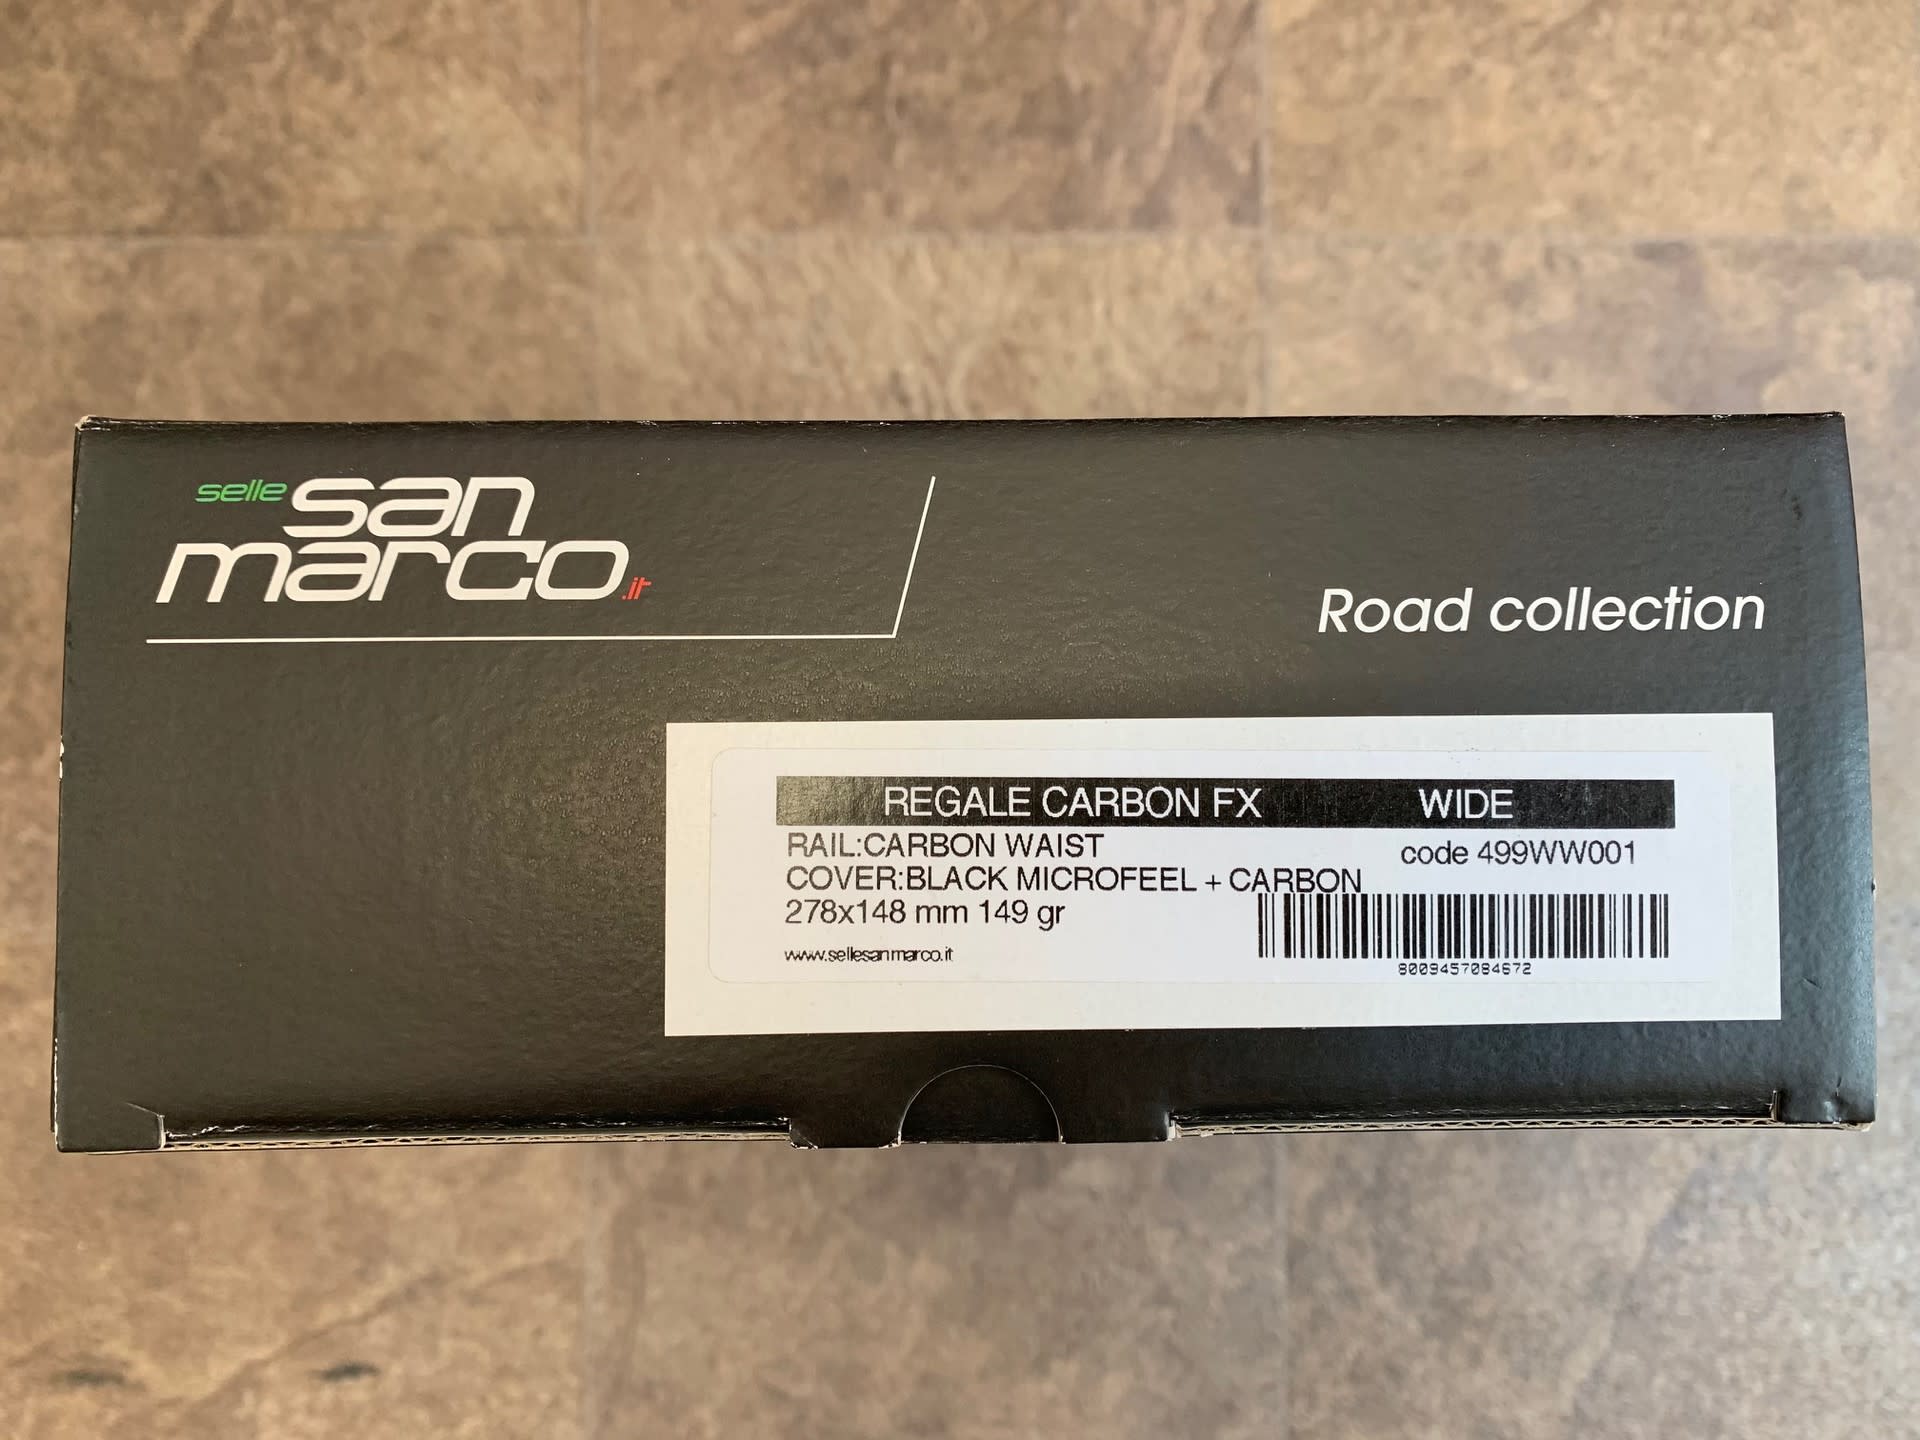 selle san
marco.it
Road collection
REGALE CARBON FX WIDE
RAIL:CARBON WAIST
code 499WW001
COVER:BLACK MICROFEEL + CARBON
278x148 mm 149 gr
www.sellesanmarco.it
8009457084672